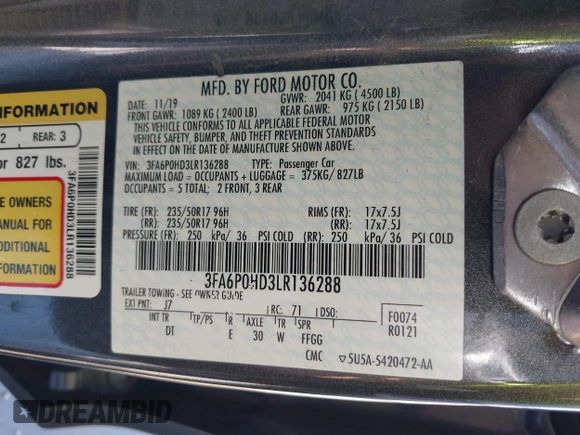 NFORMATION
2 REAR: 3
or 827 lbs.
E OWNERS
ANUAL FOR
ADDITIONAL
FORMATION
3FA6P0HD3LR136288
MFD. BY FORD MOTOR CO.
11/19 GVWR: 2041 KG ( 4500 LB)
FRONT GAWR: 1089 KG ( 2400 LB) REAR GAWR: 975 KG ( 2150 LB)
THIS VEHICLE CONFORMS TO ALL APPLICABLE FEDERAL MOTOR
VEHICLE SAFETY, BUMPER, AND THEFT PREVENTION STANDARDS
IN EFFECT ON THE DATE OF MANUFACTURE SHOWN ABOVE.
VIN: 3FA6P0HD3LR136288 TYPE: Passenger Car
MAXIMUM LOAD = OCCUPANTS + LUGGAGE = 375KG/ 827LB
OCCUPANTS = 5 TOTAL; 2 FRONT, 3 REAR
TIRE (FR): 235/50R17 96H RIMS (FR): 17x7.5J
TIRE (RR): 235/50R17 96H RIMS (RR): 17x7.5J
PRESSURE (FR): 250 kPa/ 36 PSI COLD (RR): 250 kPa/ 36 PSI COLD
3FA6P0HD3LR136288
TRAILER TOWING - SEE OWNER GUIDE
EXT PNT: J7 RC: 71 DSO: F0074
INT TR TP/PS R AXLE TR SPR R0121
DT E 30 W FFGG
CMC 5U5A-5420472-AA
DREAMBID